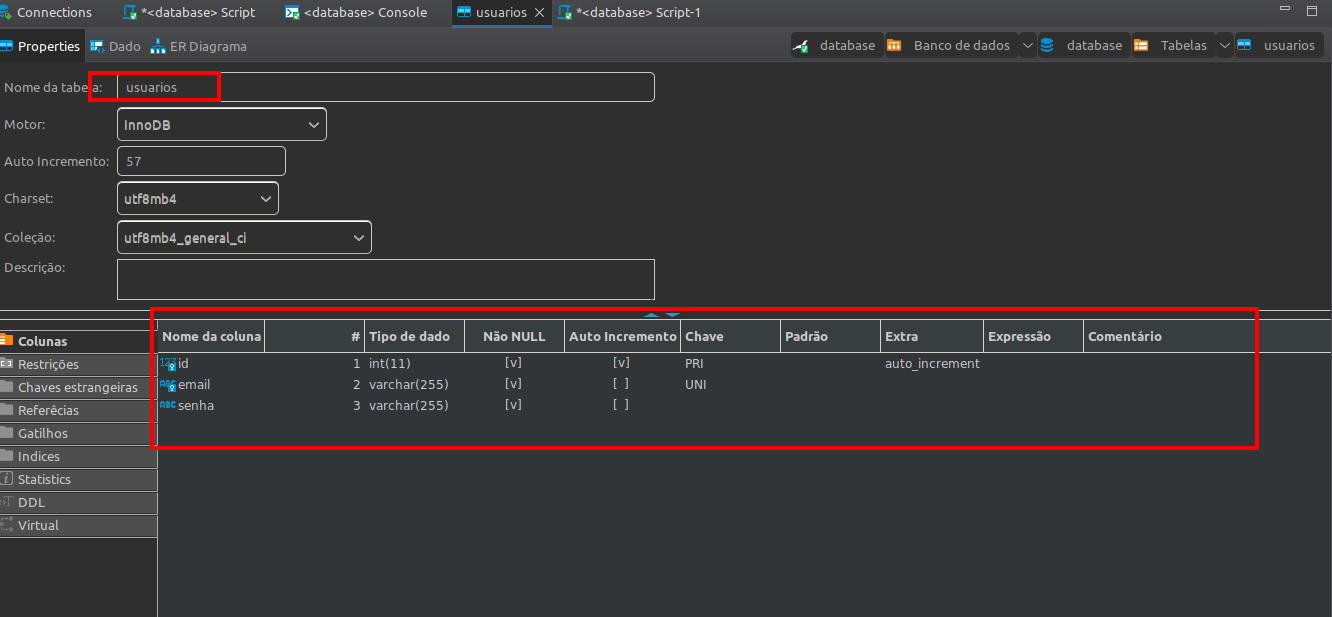 Connections *<database> Script <database> Console usuarios *<database> Script-1
Properties Dado ER Diagrama database Banco de dados database Tabelas usuarios
Nome da tabela: usuarios
Motor: InnoDB
Auto Incremento: 57
Charset: utf8mb4
Coleção: utf8mb4_general_ci
Descrição:
Colunas
Restrições
Chaves estrangeiras
Referêcias
Gatilhos
Indices
Statistics
DDL
Virtual
Nome da coluna # Tipo de dado Não NULL Auto Incremento Chave Padrão Extra Expressão Comentário
123 id 1 int(11) [v] [v] PRI auto_increment
ABC email 2 varchar(255) [v] [ ] UNI
ABC senha 3 varchar(255) [v] [ ]